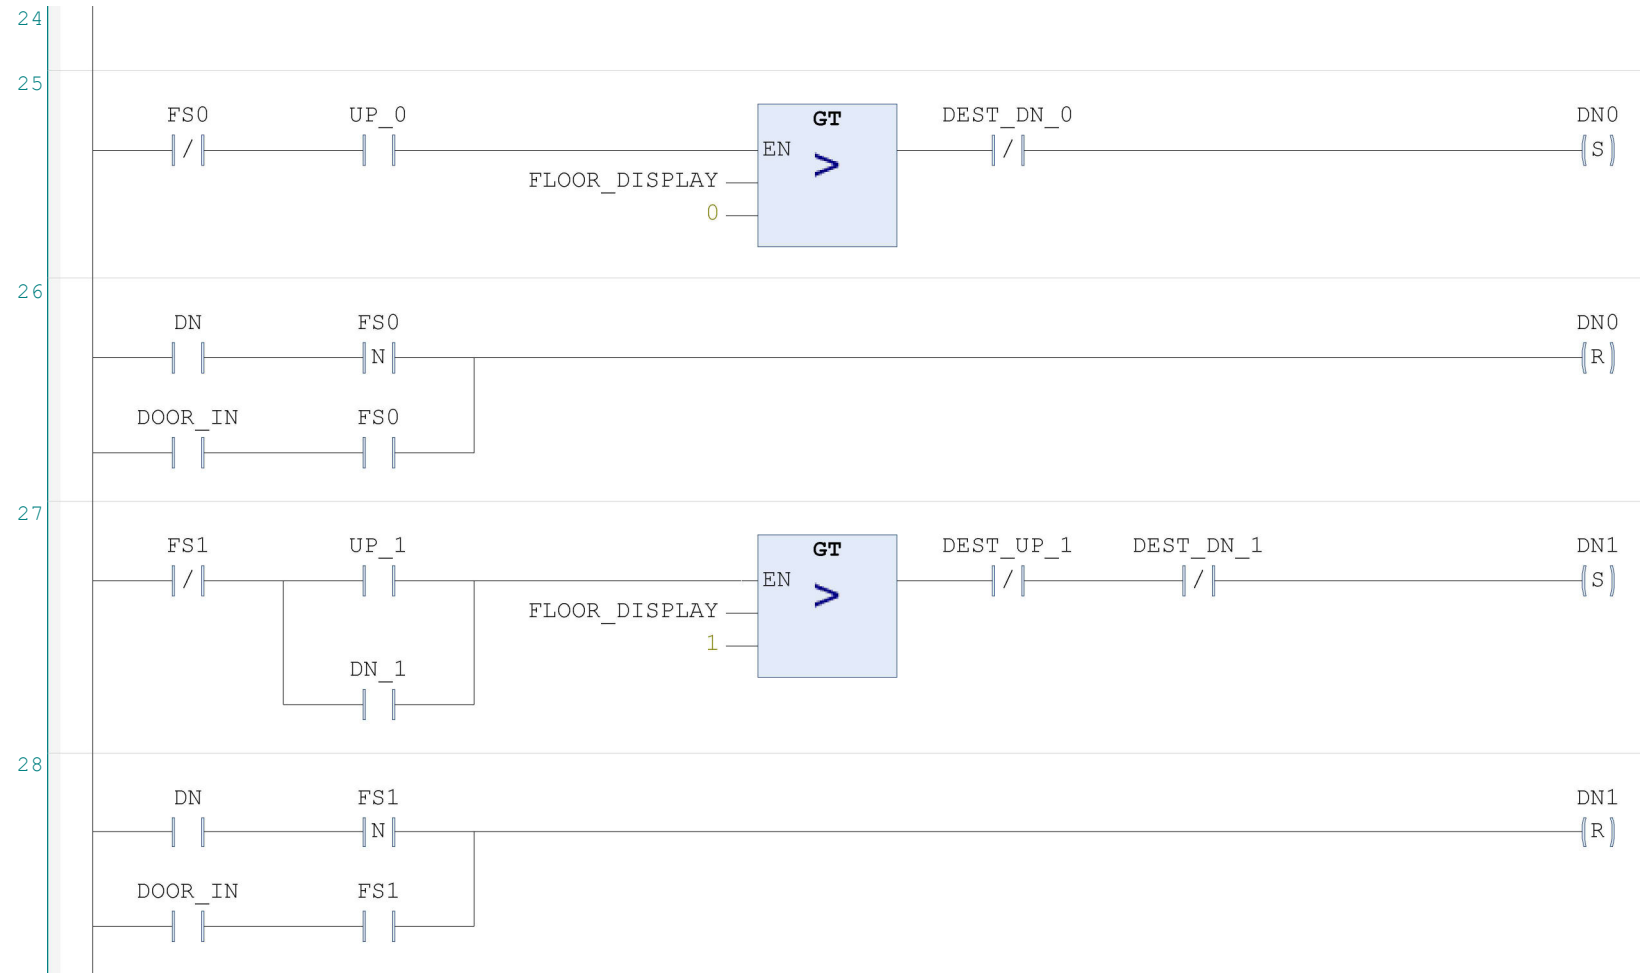 24
25
FS0 UP_0 GT DEST_DN_0 DN0
/ EN > / S
FLOOR_DISPLAY
0
26
DN FS0 DN0
N R
DOOR_IN FS0
27
FS1 UP_1 GT DEST_UP_1 DEST_DN_1 DN1
/ EN > / / S
FLOOR_DISPLAY
1
DN_1
28
DN FS1 DN1
N R
DOOR_IN FS1